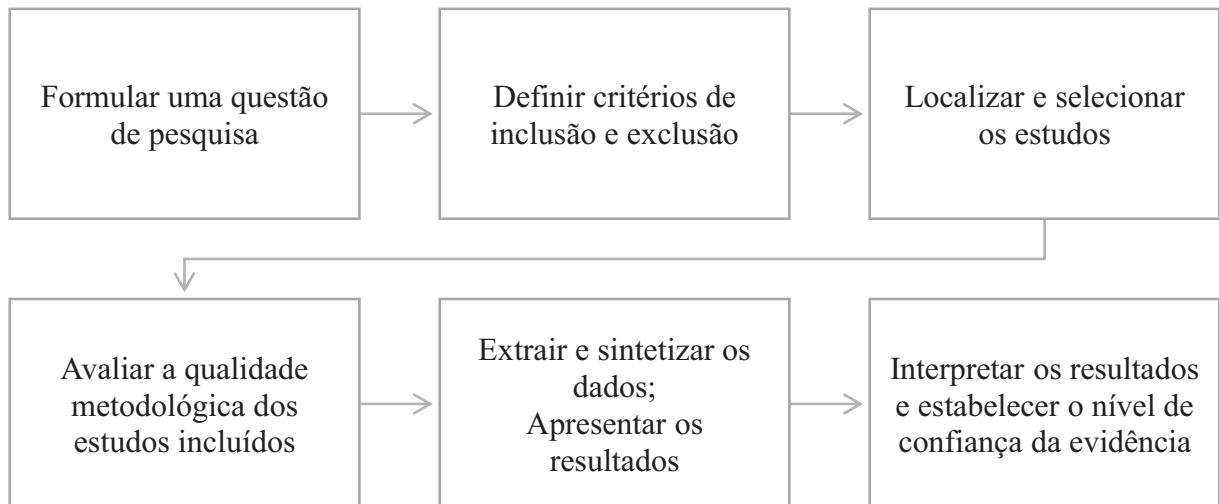 Formular uma questão
de pesquisa
Definir critérios de
inclusão e exclusão
Localizar e selecionar
os estudos
Avaliar a qualidade
metodológica dos
estudos incluídos
Extrair e sintetizar os
dados;
Apresentar os
resultados
Interpretar os resultados
e estabelecer o nível de
confiança da evidência